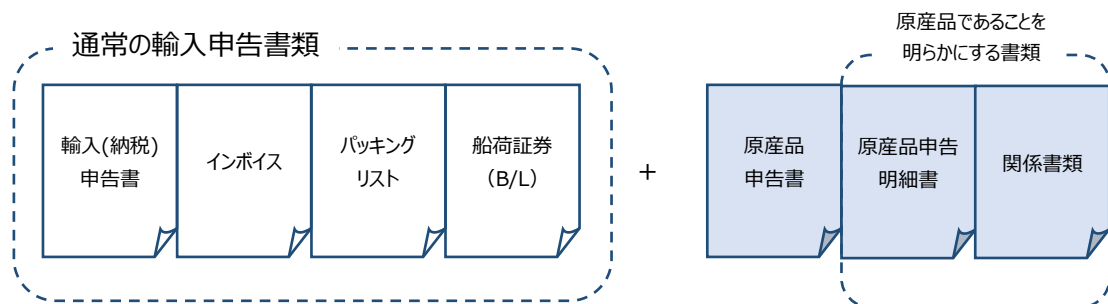 通常の輸入申告書類
輸入(納税)
申告書
インボイス
パッキング
リスト
船荷証券
（B/L）
+
原産品であることを
明らかにする書類
原産品
申告書
原産品申告
明細書
関係書類